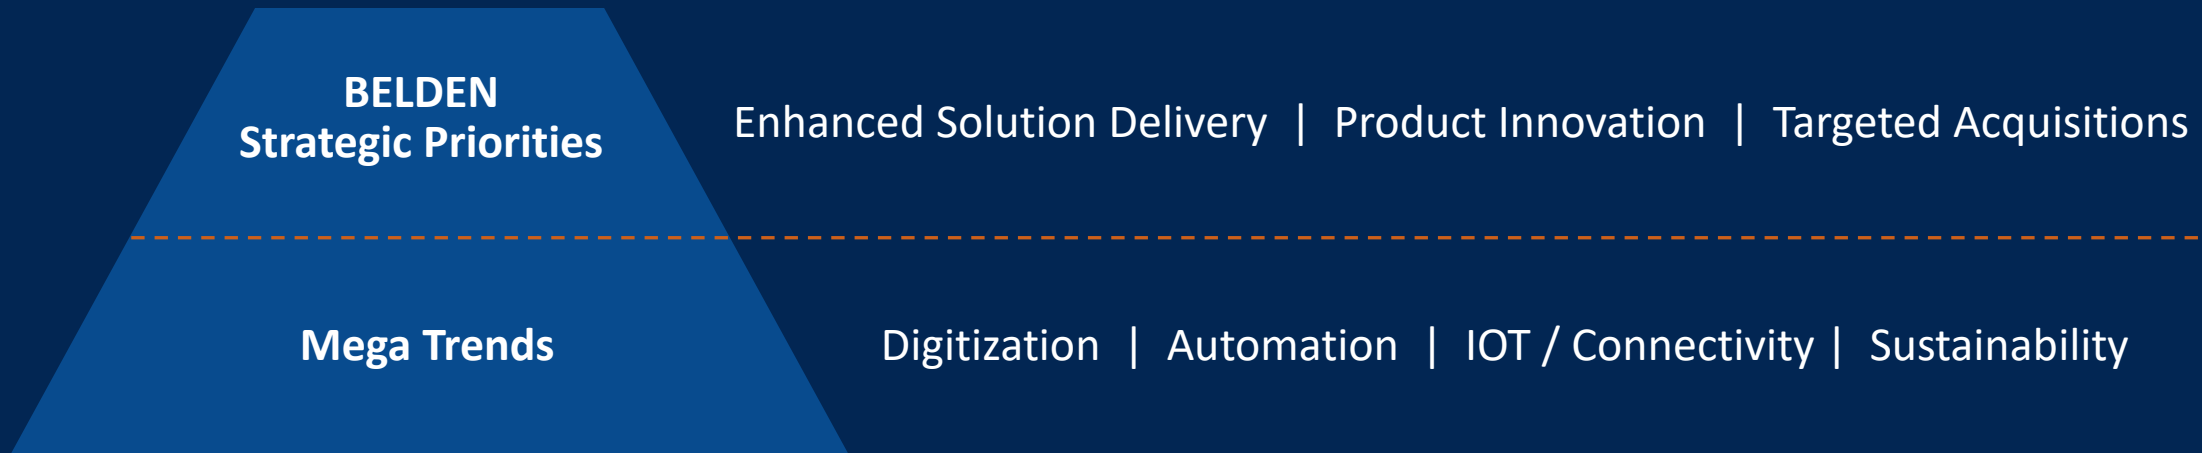 BELDEN
Strategic Priorities
Enhanced Solution Delivery | Product Innovation | Targeted Acquisitions
Mega Trends
Digitization | Automation | IOT / Connectivity | Sustainability